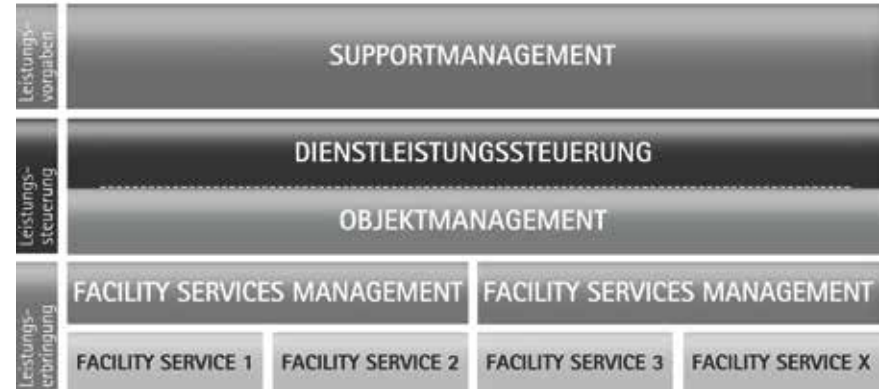 Leistungs-
vorgaben
SUPPORTMANAGEMENT
Leistungs-
steuerung
DIENSTLEISTUNGSSTEUERUNG
OBJEKTMANAGEMENT
Leistungs-
erbringung
FACILITY SERVICES MANAGEMENT
FACILITY SERVICES MANAGEMENT
FACILITY SERVICE 1
FACILITY SERVICE 2
FACILITY SERVICE 3
FACILITY SERVICE X